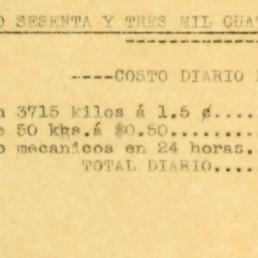 O SESENTA Y TRES MIL CUA
----COSTO DIARIO
n 3715 kilos á 1.5 ¢....
e 50 kgs.á $0.50........
o mecanicos en 24 horas.
TOTAL DIARIO.....